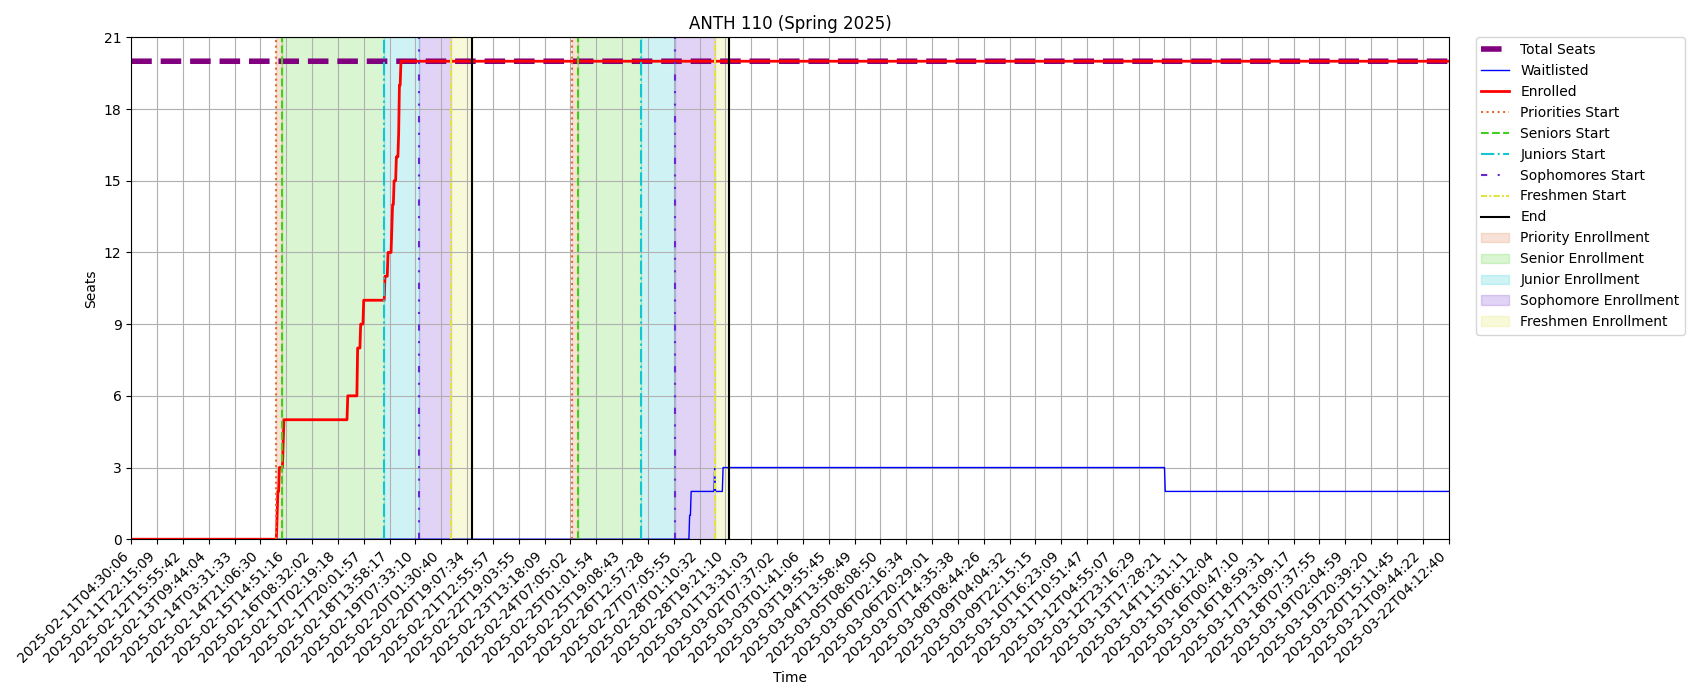 ANTH 110 (Spring 2025)
21
18
15
12
9
6
3
0
Seats
2025-02-11T04:30:06
2025-02-11T22:15:09
2025-02-12T15:55:42
2025-02-13T09:44:04
2025-02-14T03:31:33
2025-02-14T21:06:30
2025-02-15T14:51:16
2025-02-16T08:32:02
2025-02-17T02:19:18
2025-02-17T20:01:57
2025-02-18T13:58:17
2025-02-19T07:33:10
2025-02-20T01:30:40
2025-02-20T19:07:34
2025-02-21T12:55:57
2025-02-22T19:03:55
2025-02-23T13:18:09
2025-02-24T07:05:02
2025-02-25T01:01:54
2025-02-25T19:08:43
2025-02-26T12:57:28
2025-02-27T07:05:55
2025-02-28T01:10:32
2025-02-28T19:21:10
2025-03-01T13:31:03
2025-03-02T07:37:02
2025-03-03T01:41:06
2025-03-03T19:55:45
2025-03-04T13:58:49
2025-03-05T08:08:50
2025-03-06T02:16:34
2025-03-06T20:29:01
2025-03-07T14:35:38
2025-03-08T08:44:26
2025-03-09T04:04:32
2025-03-09T22:15:15
2025-03-10T16:23:09
2025-03-11T10:51:47
2025-03-12T04:55:07
2025-03-12T23:16:29
2025-03-13T17:28:21
2025-03-14T11:31:11
2025-03-15T06:12:04
2025-03-16T00:47:10
2025-03-16T18:59:31
2025-03-17T13:09:17
2025-03-18T07:37:55
2025-03-19T02:04:59
2025-03-19T20:39:20
2025-03-20T15:11:45
2025-03-21T09:44:22
2025-03-22T04:12:40
Time
Total Seats
Waitlisted
Enrolled
Priorities Start
Seniors Start
Juniors Start
Sophomores Start
Freshmen Start
End
Priority Enrollment
Senior Enrollment
Junior Enrollment
Sophomore Enrollment
Freshmen Enrollment